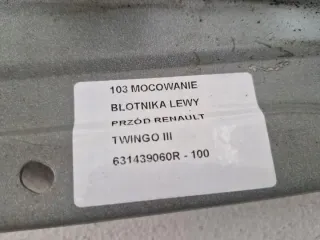 103 MOCOWANIE
BLOTNIKA LEWY
PRZÓD RENAULT
TWINGO III
631439060R - 100